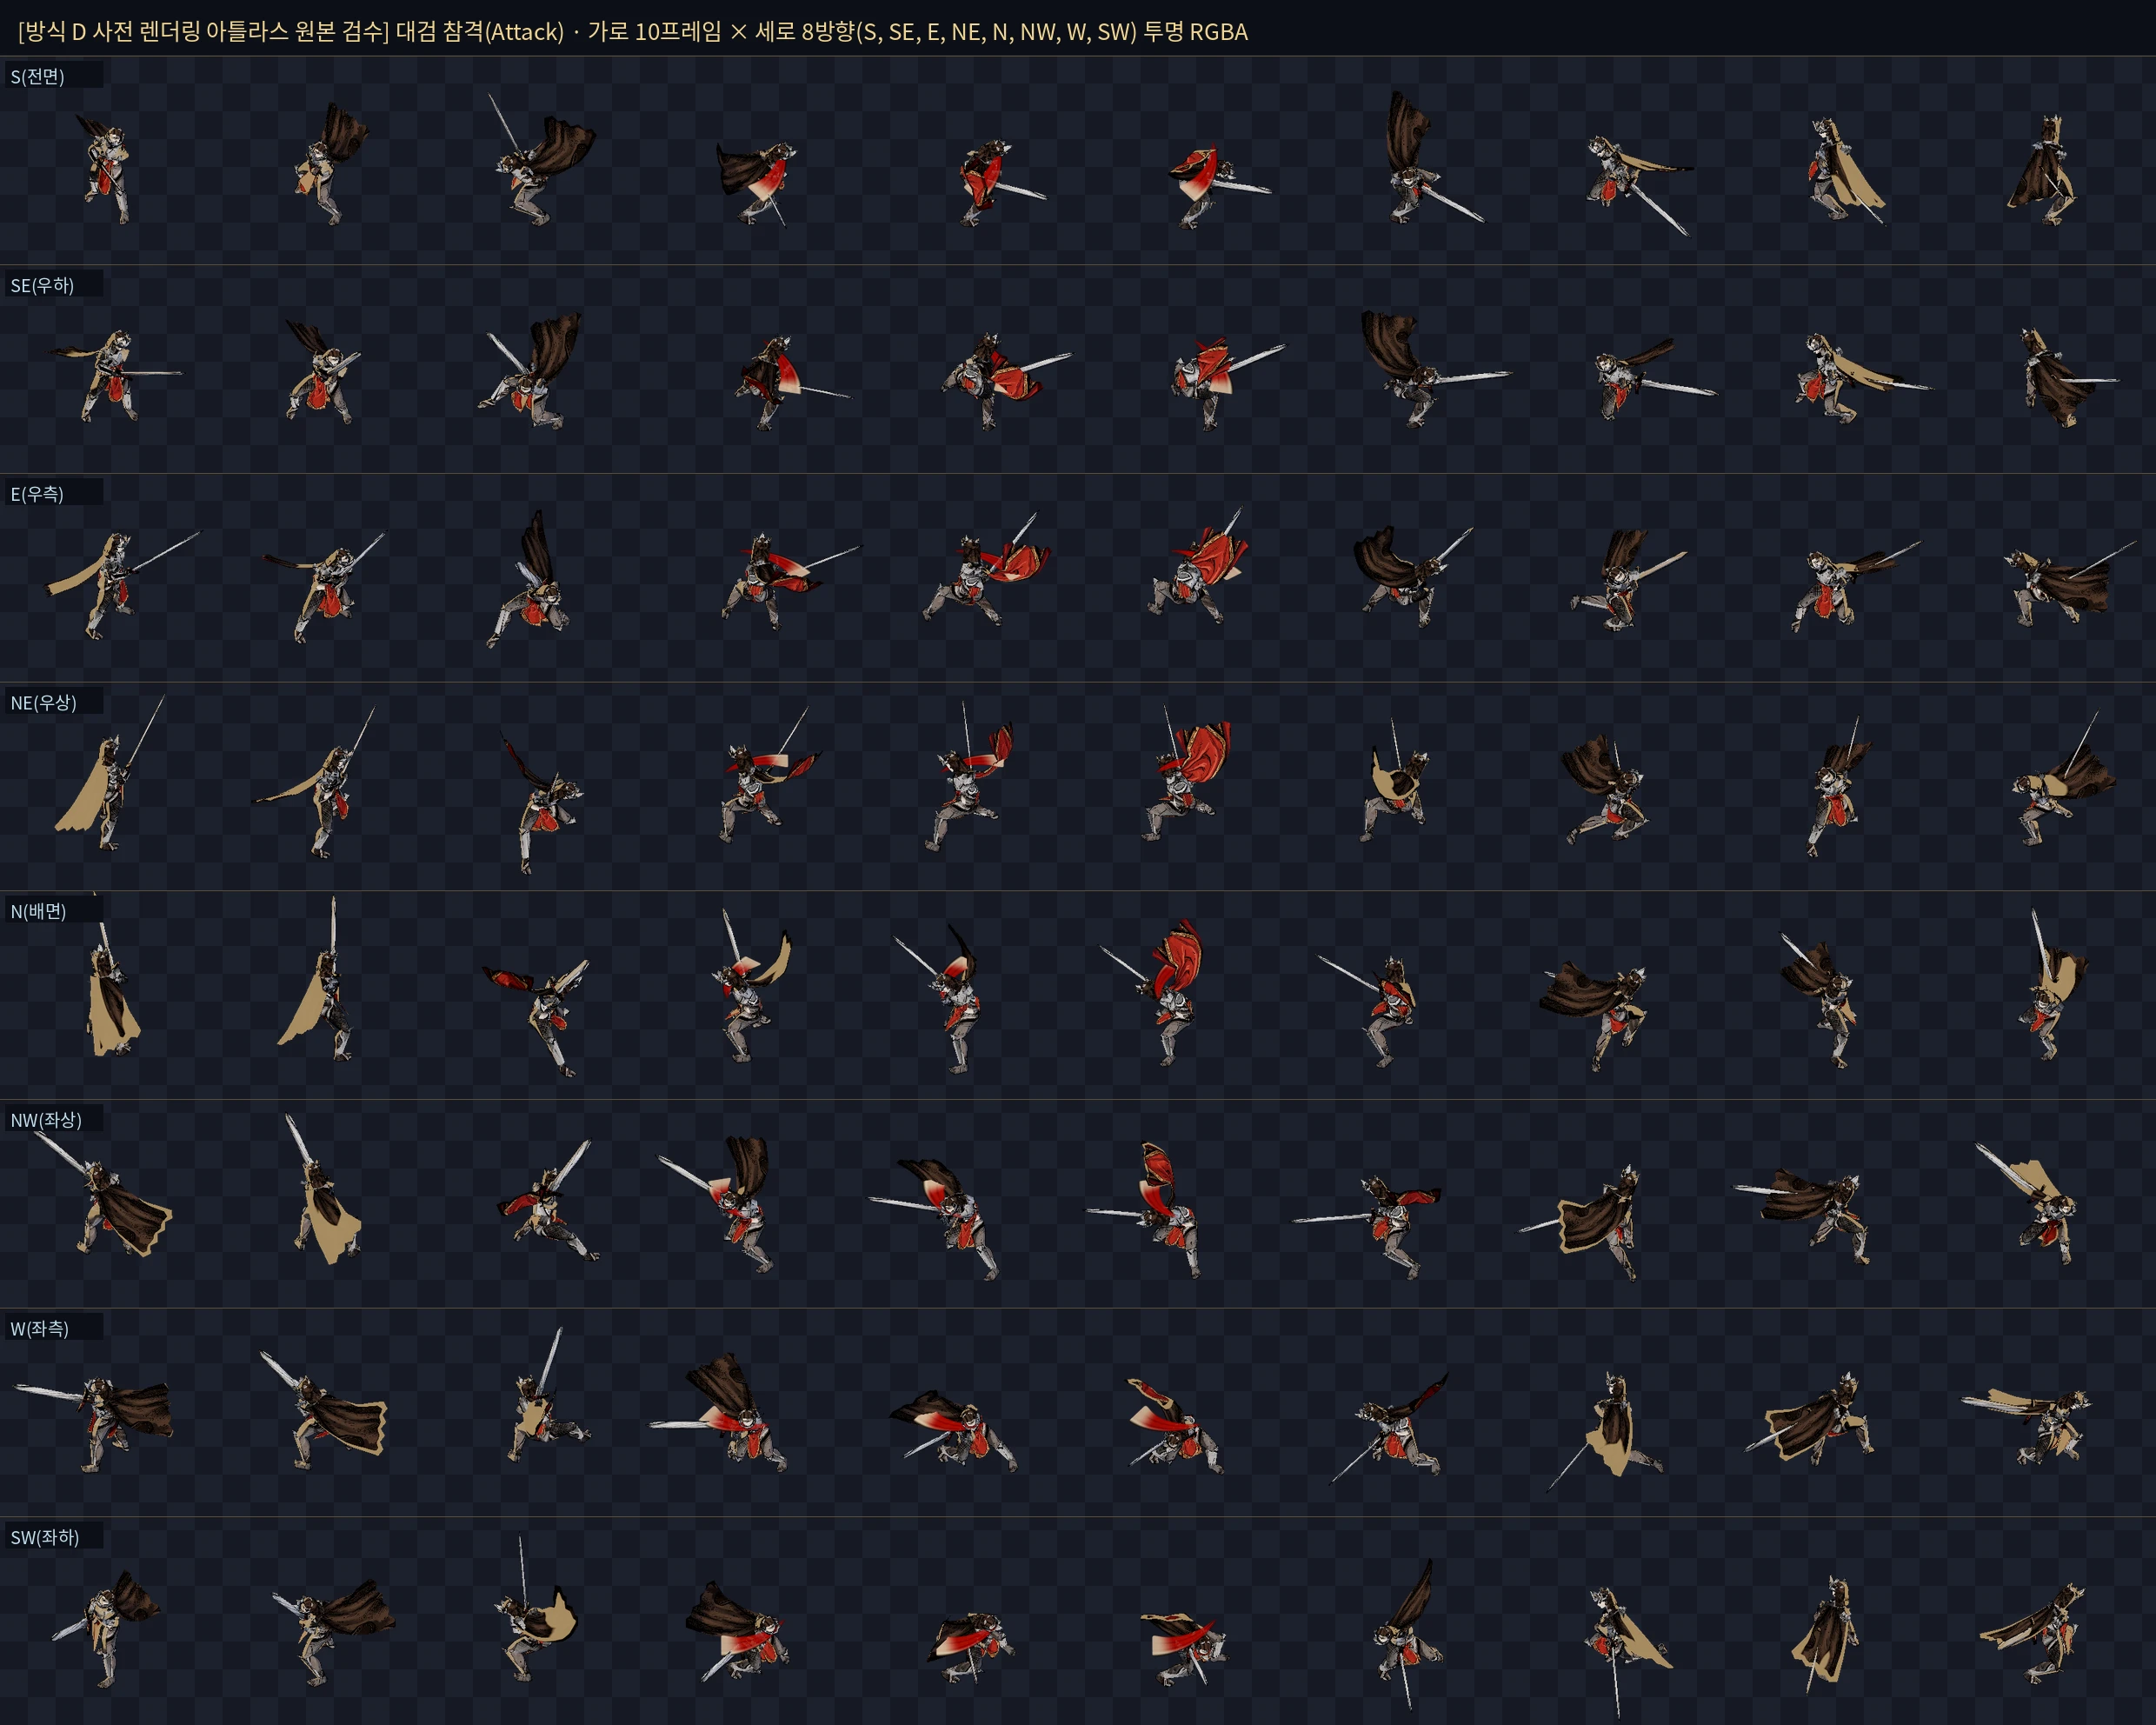 [방식 D 사전 렌더링 아틀라스 원본 검수] 대검 참격(Attack) · 가로 10프레임 × 세로 8방향(S, SE, E, NE, N, NW, W, SW) 투명 RGBA
S(전면)
SE(우하)
E(우측)
NE(우상)
N(배면)
NW(좌상)
W(좌측)
SW(좌하)